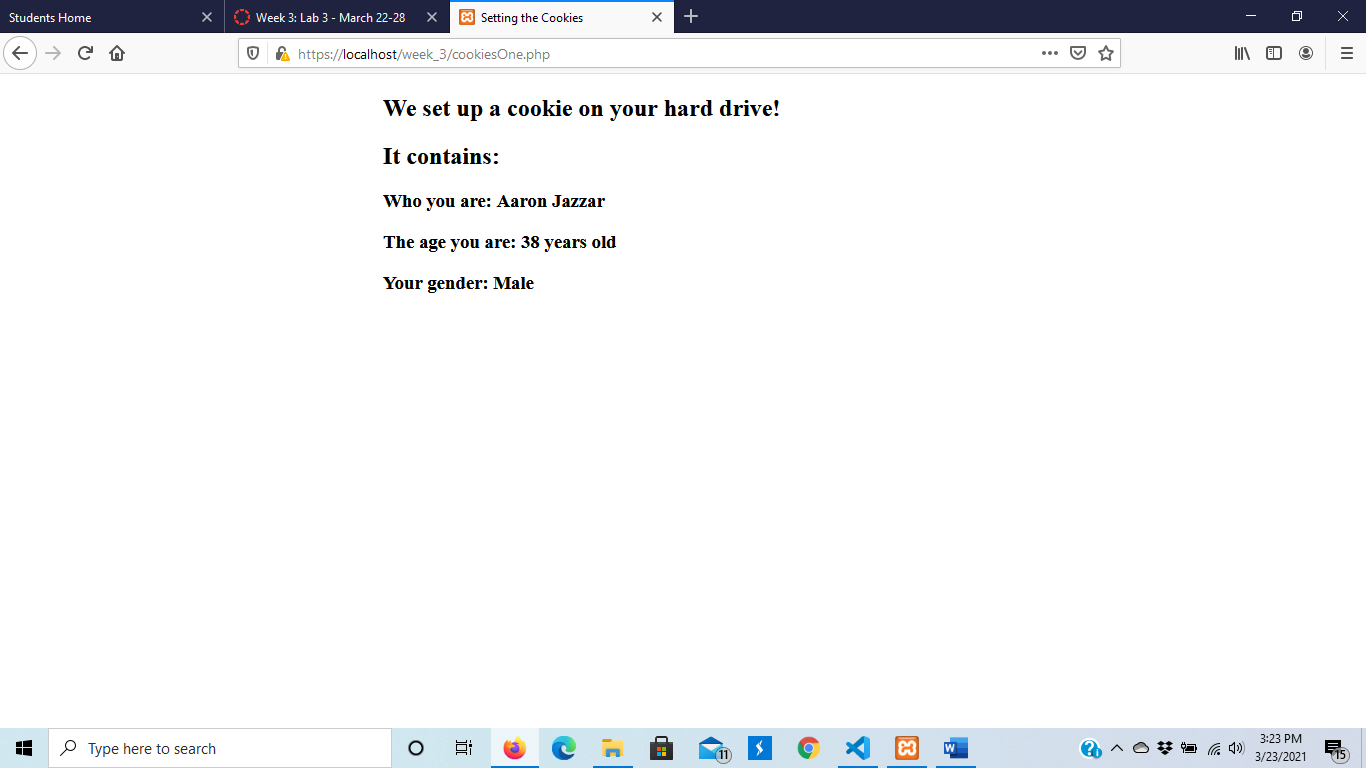 Students Home
Week 3: Lab 3 - March 22-28
Setting the Cookies
https://localhost/week_3/cookiesOne.php
We set up a cookie on your hard drive!
It contains:
Who you are: Aaron Jazzar
The age you are: 38 years old
Your gender: Male
Type here to search
11
3:23 PM
3/23/2021
15